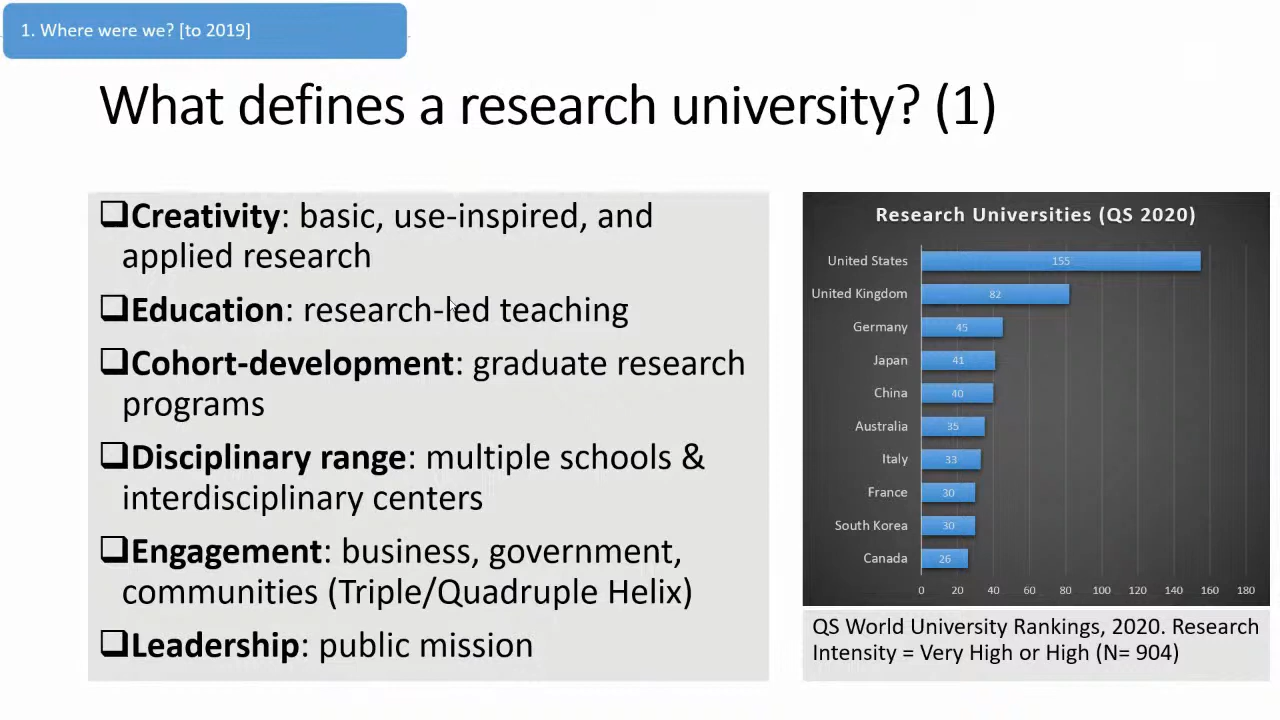 1. Where were we? [to 2019]
What defines a research university? (1)
❑Creativity: basic, use-inspired, and
applied research
❑Education: research-led teaching
❑Cohort-development: graduate research
programs
❑Disciplinary range: multiple schools &
interdisciplinary centers
❑Engagement: business, government,
communities (Triple/Quadruple Helix)
❑Leadership: public mission
Research Universities (QS 2020)
United States 155
United Kingdom 82
Germany 45
Japan 41
China 40
Australia 35
Italy 33
France 30
South Korea 30
Canada 26
0 20 40 60 80 100 120 140 160 180
QS World University Rankings, 2020. Research
Intensity = Very High or High (N= 904)